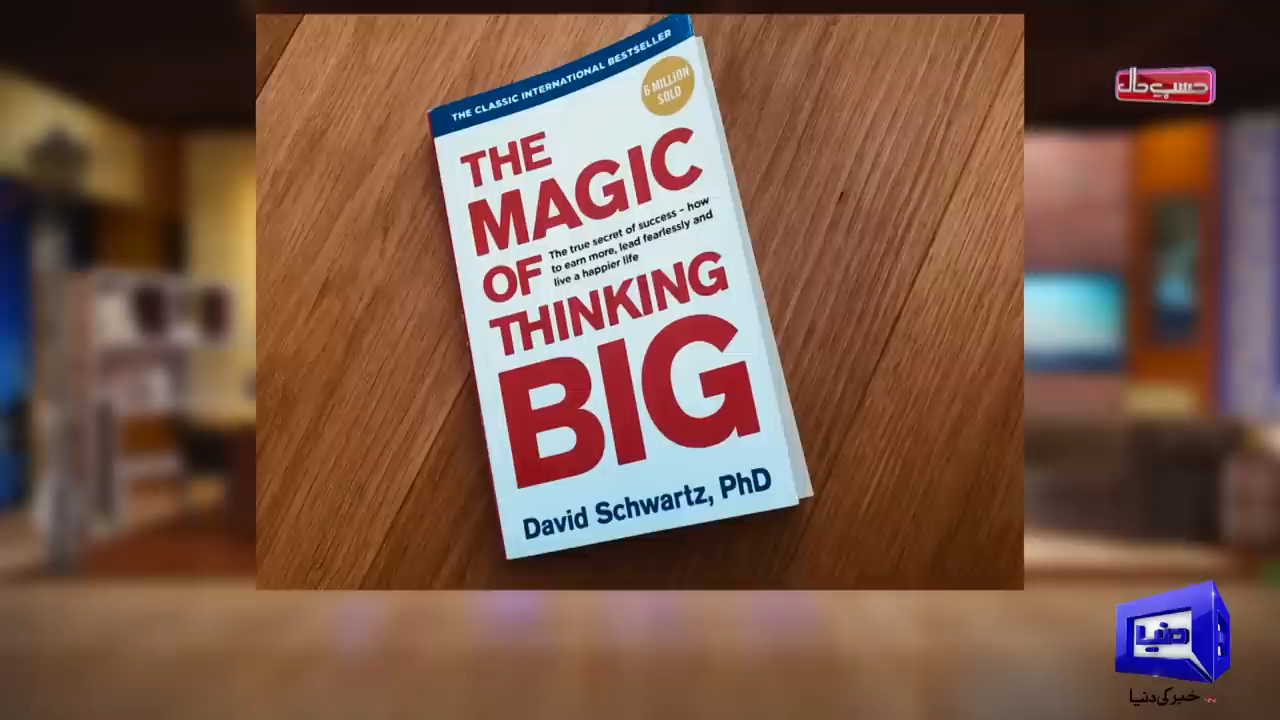 THE CLASSIC INTERNATIONAL BESTSELLER
6 MILLION
SOLD
THE
MAGIC
OF
The true secret of success - how
to earn more, lead fearlessly and
live a happier life
THINKING
BIG
David Schwartz, PhD
حسبِ حال
دنیا
خبر کی دنیا